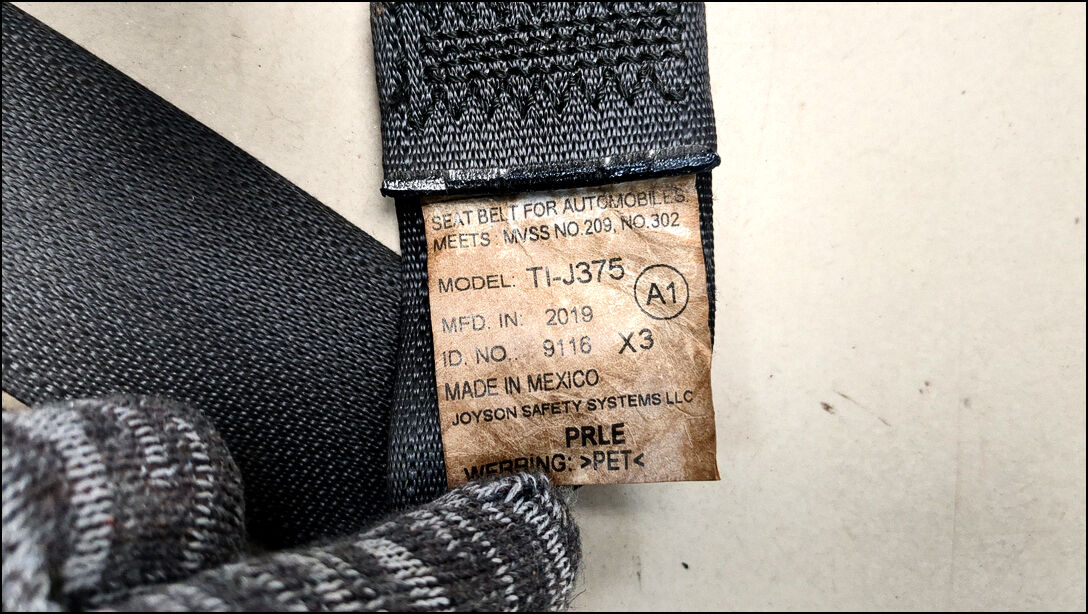 SEAT BELT FOR AUTOMOBILES.
MEETS : MVSS NO.209, NO.302
MODEL: TI-J375 A1
MFD. IN: 2019
ID. NO.: 9116 X3
MADE IN MEXICO
JOYSON SAFETY SYSTEMS LLC
PRLE
WEBBING: >PET<